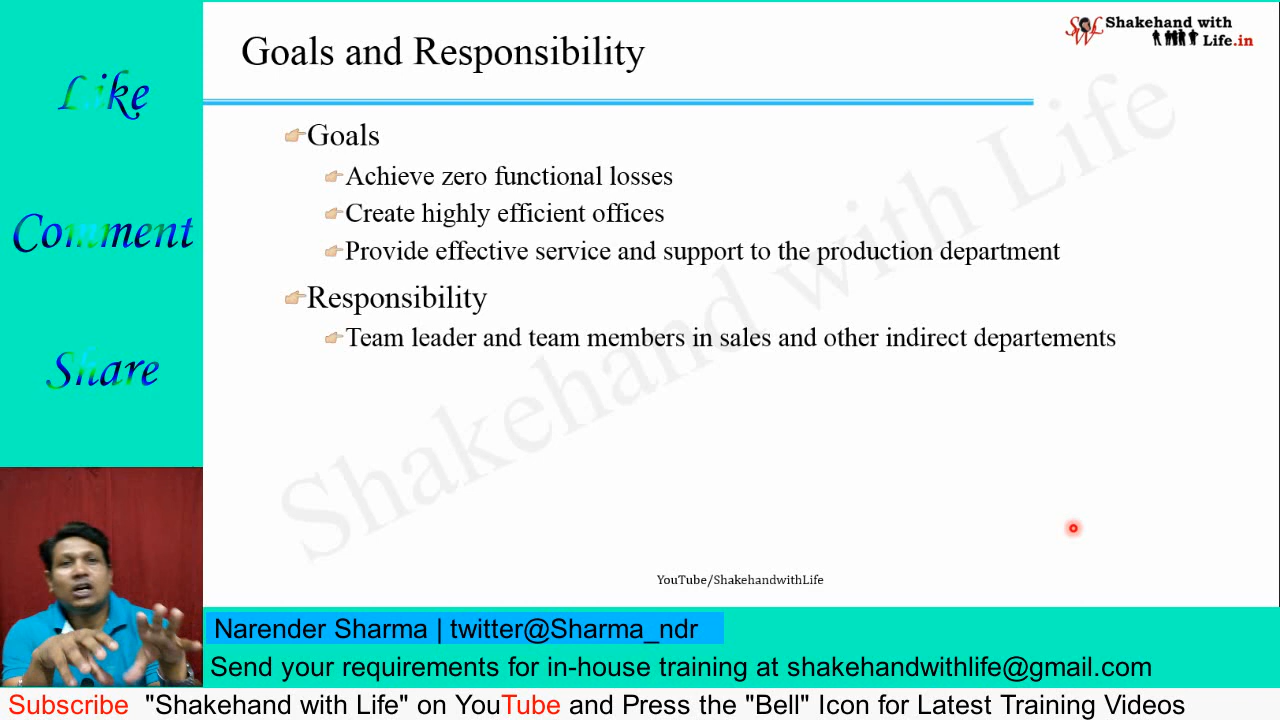 Goals and Responsibility
Shakehand with
Life.in
Like
Comment
Share
Goals
Achieve zero functional losses
Create highly efficient offices
Provide effective service and support to the production department
Responsibility
Team leader and team members in sales and other indirect departements
Shakehand with Life
YouTube/ShakehandwithLife
Narender Sharma | twitter@Sharma_ndr
Send your requirements for in-house training at shakehandwithlife@gmail.com
Subscribe "Shakehand with Life" on YouTube and Press the "Bell" Icon for Latest Training Videos